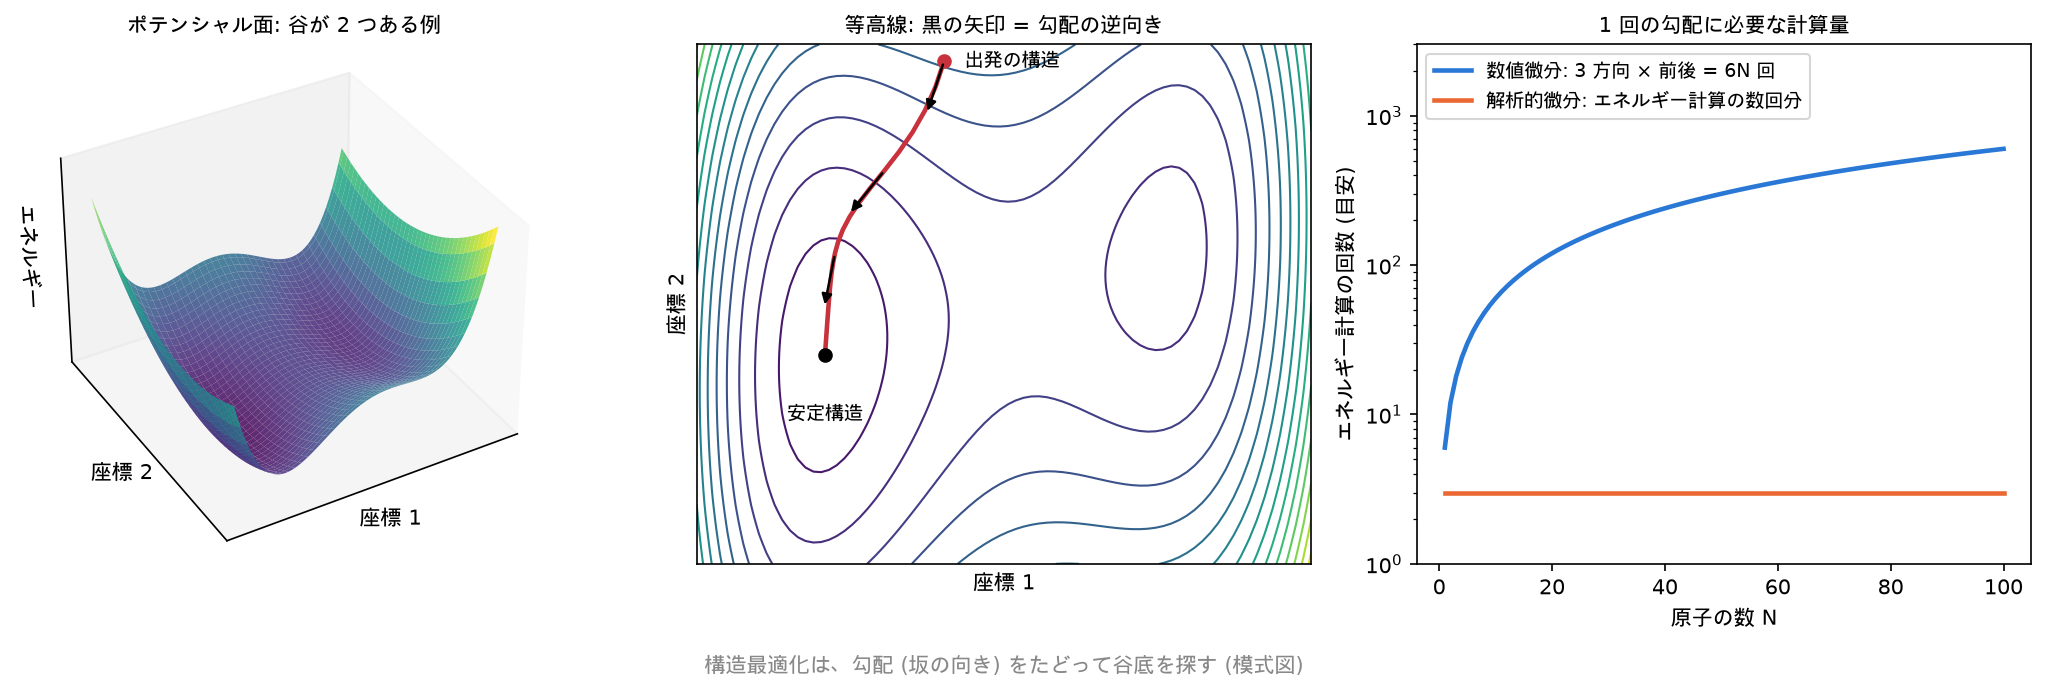 ポテンシャル面: 谷が 2 つある例
エネルギー
座標 2
座標 1
等高線: 黒の矢印 = 勾配の逆向き
出発の構造
安定構造
座標 2
座標 1
1 回の勾配に必要な計算量
数値微分: 3 方向 × 前後 = 6N 回
解析的微分: エネルギー計算の数回分
エネルギー計算の回数 (目安)
10³
10²
10¹
10⁰
0 20 40 60 80 100
原子の数 N
構造最適化は、勾配 (坂の向き) をたどって谷底を探す (模式図)